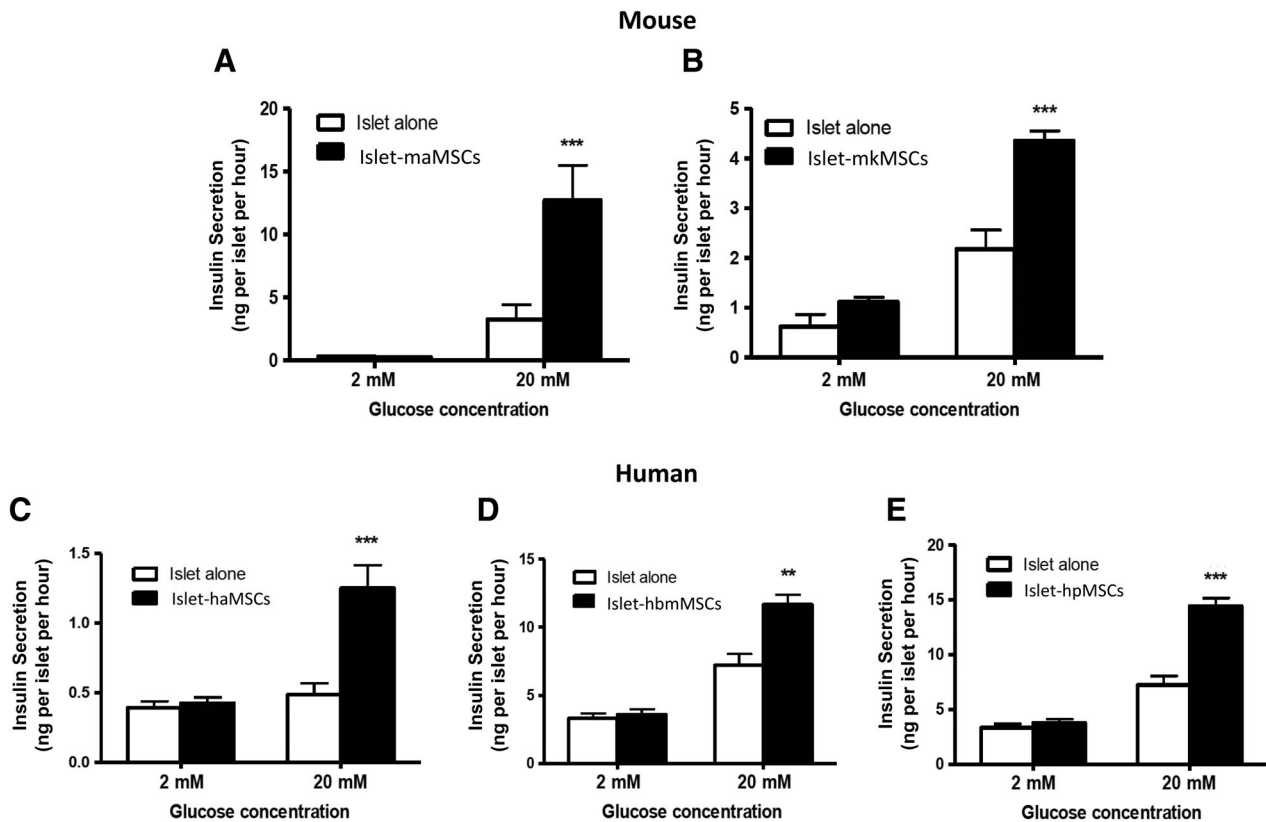 Mouse
A
Insulin Secretion
(ng per islet per hour)
20
15
10
5
0
Islet alone
Islet-maMSCs
***
2 mM
20 mM
Glucose concentration
B
Insulin Secretion
(ng per islet per hour)
5
4
3
2
1
0
Islet alone
Islet-mkMSCs
***
2 mM
20 mM
Glucose concentration
Human
C
Insulin Secretion
(ng per islet per hour)
1.5
1.0
0.5
0.0
Islet alone
Islet-haMSCs
***
2 mM
20 mM
Glucose concentration
D
Insulin Secretion
(ng per islet per hour)
15
10
5
0
Islet alone
Islet-hbmMSCs
**
2 mM
20 mM
Glucose concentration
E
Insulin Secretion
(ng per islet per hour)
20
15
10
5
0
Islet alone
Islet-hpMSCs
***
2 mM
20 mM
Glucose concentration